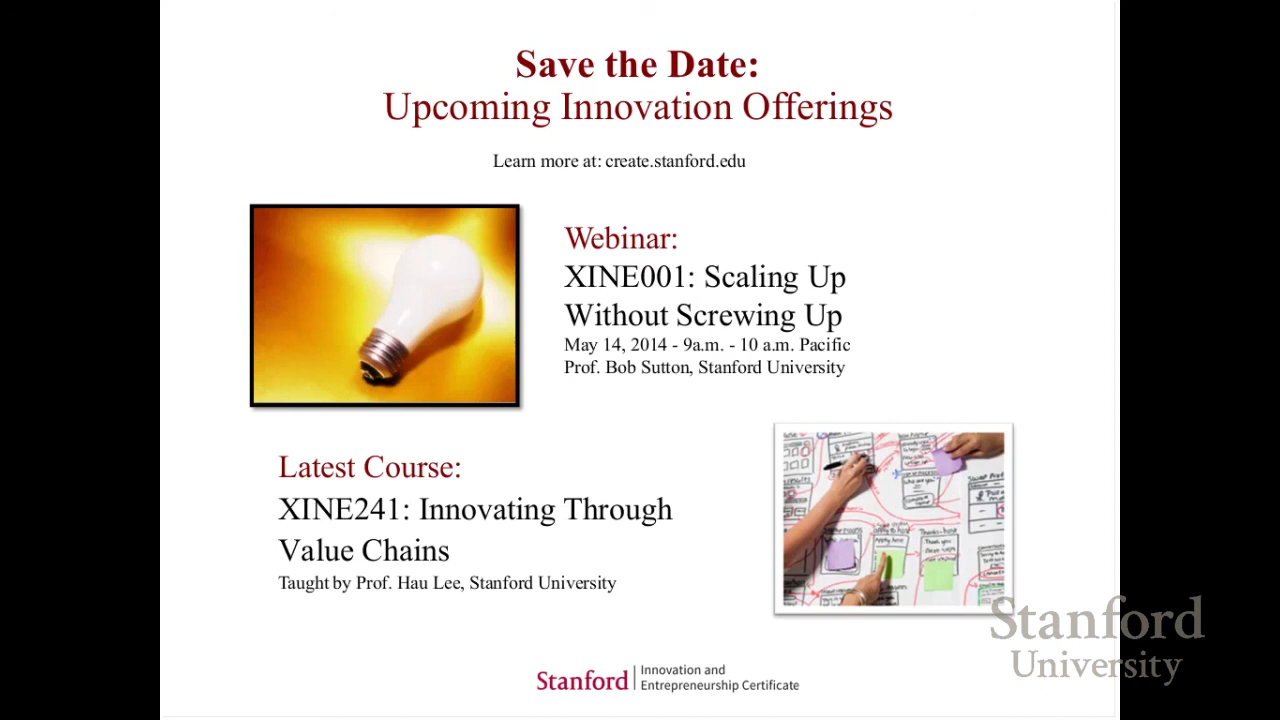 Save the Date:
Upcoming Innovation Offerings
Learn more at: create.stanford.edu
Webinar:
XINE001: Scaling Up
Without Screwing Up
May 14, 2014 - 9a.m. - 10 a.m. Pacific
Prof. Bob Sutton, Stanford University
Latest Course:
XINE241: Innovating Through
Value Chains
Taught by Prof. Hau Lee, Stanford University
Stanford
University
Stanford
Innovation and
Entrepreneurship Certificate